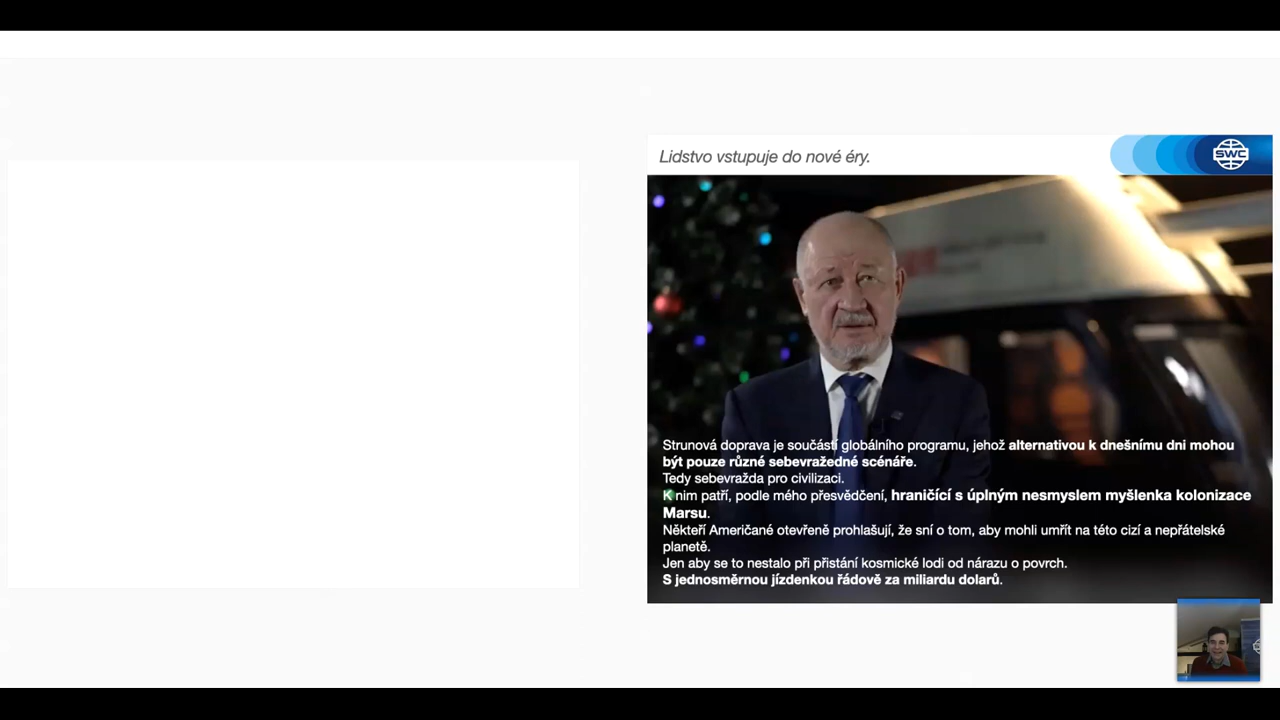 Lidstvo vstupuje do nové éry.
SWC
Strunová doprava je součástí globálního programu, jehož alternativou k dnešnímu dni mohou
být pouze různé sebevražedné scénáře.
Tedy sebevražda pro civilizaci.
K nim patří, podle mého přesvědčení, hraničící s úplným nesmyslem myšlenka kolonizace
Marsu.
Někteří Američané otevřeně prohlašují, že sní o tom, aby mohli umřít na této cizí a nepřátelské
planetě.
Jen aby se to nestalo při přistání kosmické lodi od nárazu o povrch.
S jednosměrnou jízdenkou řádově za miliardu dolarů.